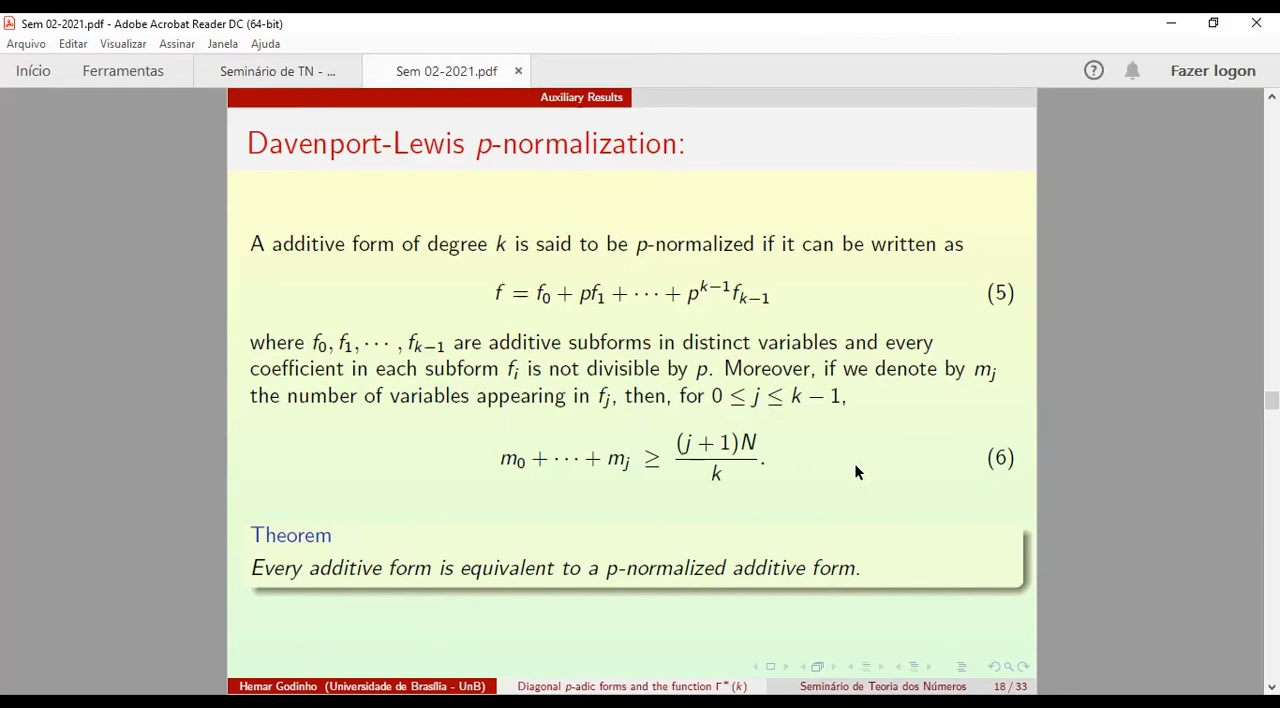 Sem 02-2021.pdf - Adobe Acrobat Reader DC (64-bit)
Arquivo Editar Visualizar Assinar Janela Ajuda
Início Ferramentas Seminário de TN - ... Sem 02-2021.pdf × ? Fazer logon
Auxiliary Results
Davenport-Lewis p-normalization:
A additive form of degree k is said to be p-normalized if it can be written as
f = f₀ + pf₁ + ⋯ + p^{k−1}f_{k−1} (5)
where f₀, f₁, ⋯ , f_{k−1} are additive subforms in distinct variables and every
coefficient in each subform f_i is not divisible by p. Moreover, if we denote by m_j
the number of variables appearing in f_j, then, for 0 ≤ j ≤ k − 1,
m₀ + ⋯ + m_j ≥ (j + 1)N / k. (6)
Theorem
Every additive form is equivalent to a p-normalized additive form.
Hemar Godinho (Universidade de Brasília - UnB) Diagonal p-adic forms and the function Γ*(k) Seminário de Teoria dos Números 18 / 33